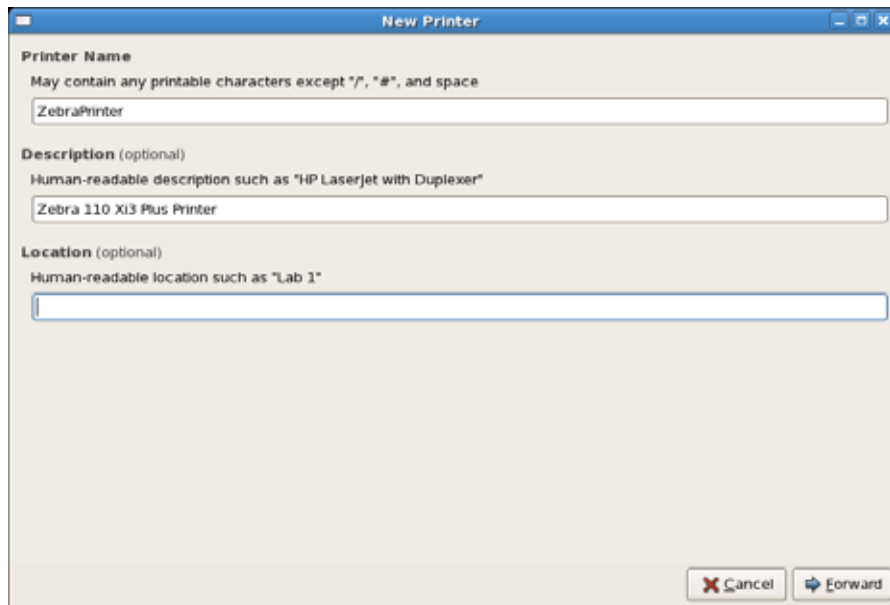 New Printer
Printer Name
May contain any printable characters except "/", "#", and space
ZebraPrinter
Description (optional)
Human-readable description such as "HP LaserJet with Duplexer"
Zebra 110 Xi3 Plus Printer
Location (optional)
Human-readable location such as "Lab 1"
Cancel
Forward